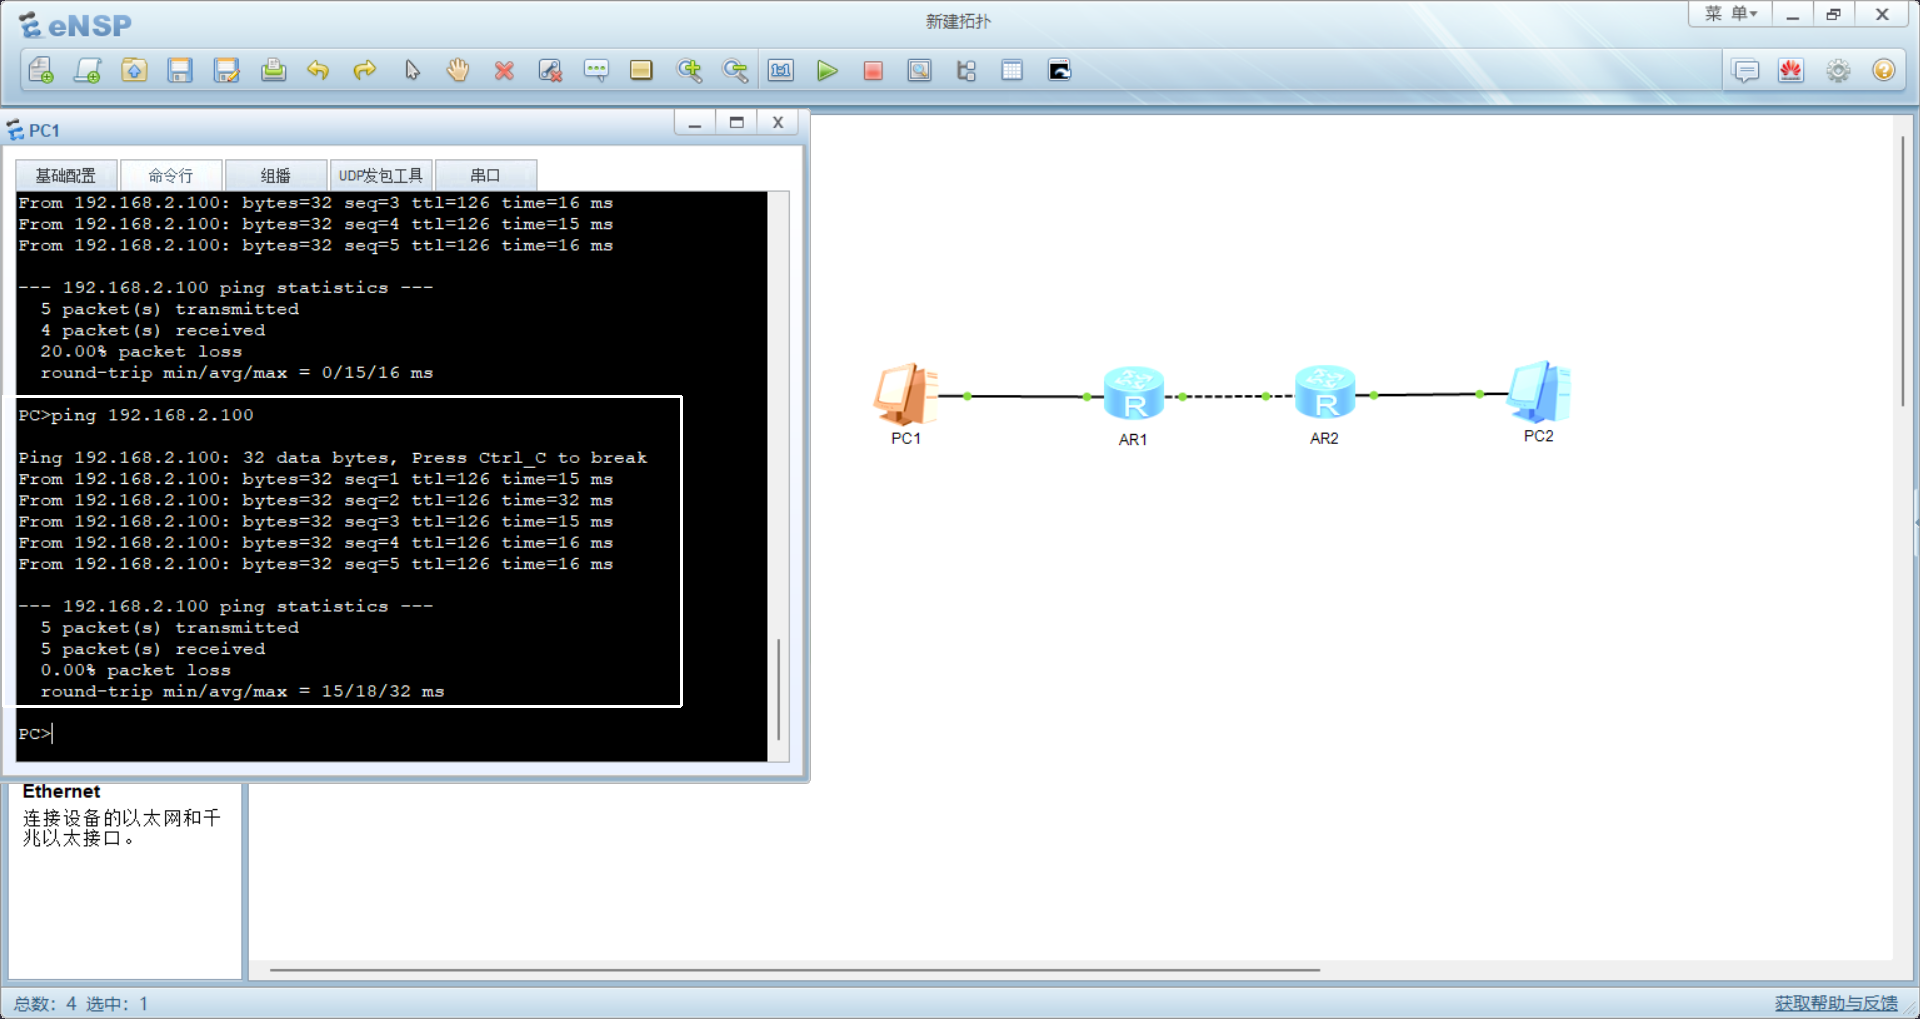 eNSP
新建拓扑
菜 单
1:1
PC1
基础配置 命令行 组播 UDP发包工具 串口
From 192.168.2.100: bytes=32 seq=3 ttl=126 time=16 ms
From 192.168.2.100: bytes=32 seq=4 ttl=126 time=15 ms
From 192.168.2.100: bytes=32 seq=5 ttl=126 time=16 ms
--- 192.168.2.100 ping statistics ---
5 packet(s) transmitted
4 packet(s) received
20.00% packet loss
round-trip min/avg/max = 0/15/16 ms
PC>ping 192.168.2.100
Ping 192.168.2.100: 32 data bytes, Press Ctrl_C to break
From 192.168.2.100: bytes=32 seq=1 ttl=126 time=15 ms
From 192.168.2.100: bytes=32 seq=2 ttl=126 time=32 ms
From 192.168.2.100: bytes=32 seq=3 ttl=126 time=15 ms
From 192.168.2.100: bytes=32 seq=4 ttl=126 time=16 ms
From 192.168.2.100: bytes=32 seq=5 ttl=126 time=16 ms
--- 192.168.2.100 ping statistics ---
5 packet(s) transmitted
5 packet(s) received
0.00% packet loss
round-trip min/avg/max = 15/18/32 ms
PC>
R
R
PC1
AR1
AR2
PC2
Ethernet
连接设备的以太网和千
兆以太接口。
总数: 4 选中: 1
获取帮助与反馈